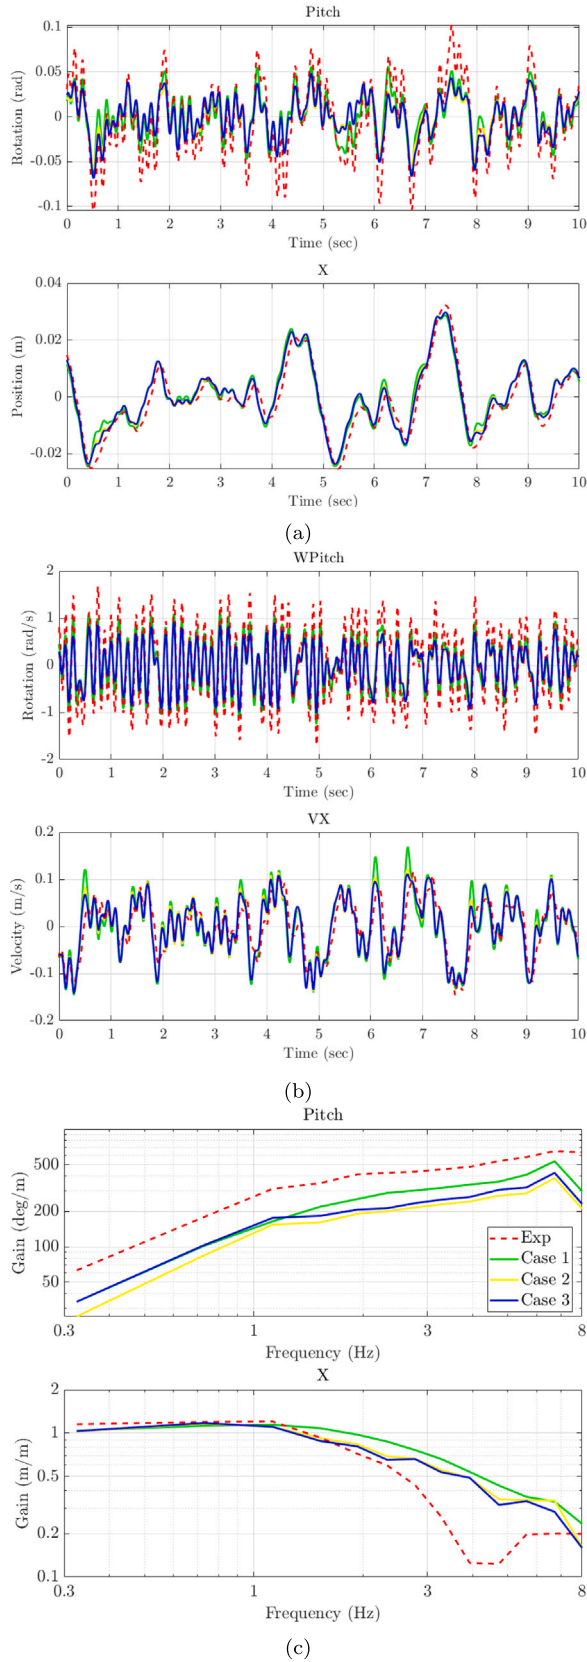 Pitch
0.1
0.05
0
-0.05
-0.1
Rotation (rad)
0 1 2 3 4 5 6 7 8 9 10
Time (sec)
X
0.04
0.02
0
-0.02
Position (m)
0 1 2 3 4 5 6 7 8 9 10
Time (sec)
(a)
WPitch
2
1
0
-1
-2
Rotation (rad/s)
0 1 2 3 4 5 6 7 8 9 10
Time (sec)
VX
0.2
0.1
0
-0.1
-0.2
Velocity (m/s)
0 1 2 3 4 5 6 7 8 9 10
Time (sec)
(b)
Pitch
500
200
100
50
Gain (deg/m)
Exp
Case 1
Case 2
Case 3
0.3 1 3 8
Frequency (Hz)
X
2
1
0.5
0.2
0.1
Gain (m/m)
0.3 1 3 8
Frequency (Hz)
(c)